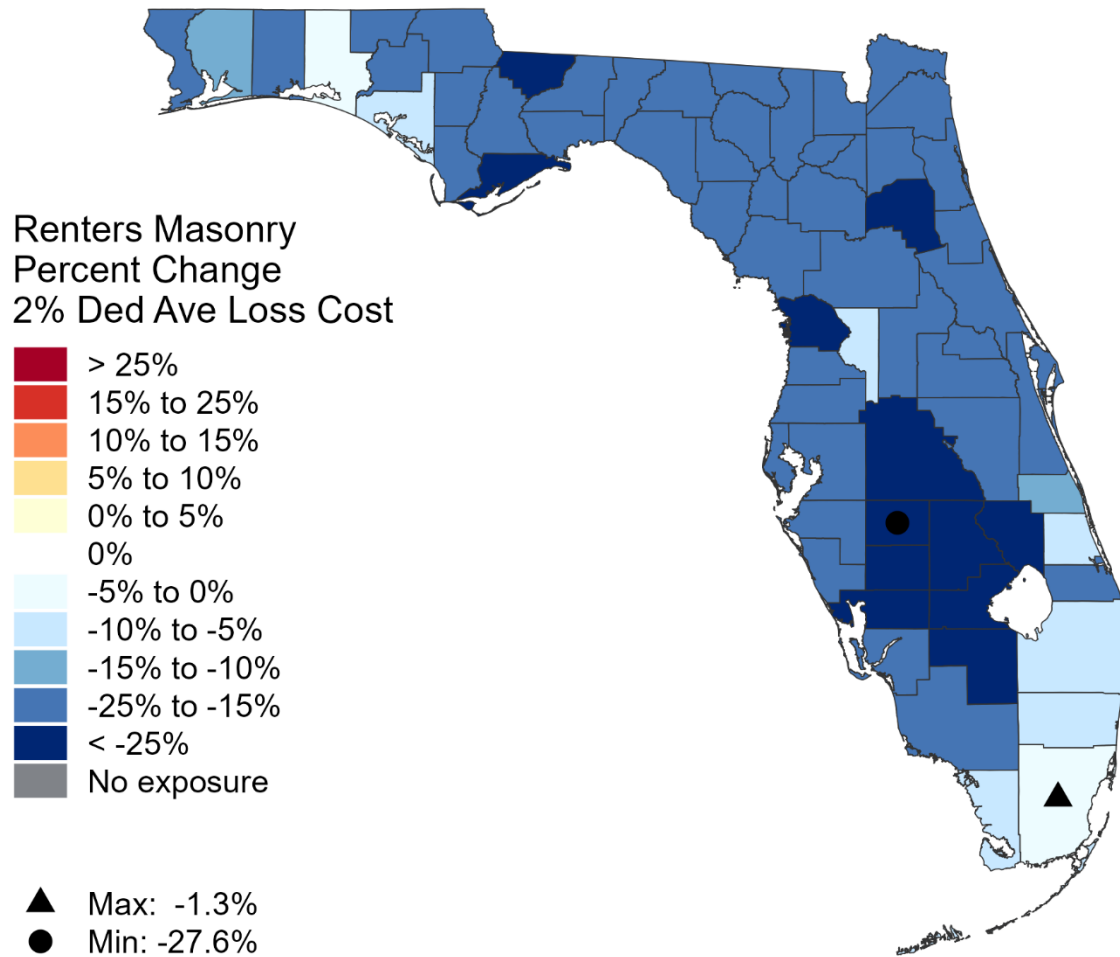 Renters Masonry
Percent Change
2% Ded Ave Loss Cost
> 25%
15% to 25%
10% to 15%
5% to 10%
0% to 5%
0%
-5% to 0%
-10% to -5%
-15% to -10%
-25% to -15%
< -25%
No exposure
Max: -1.3%
Min: -27.6%